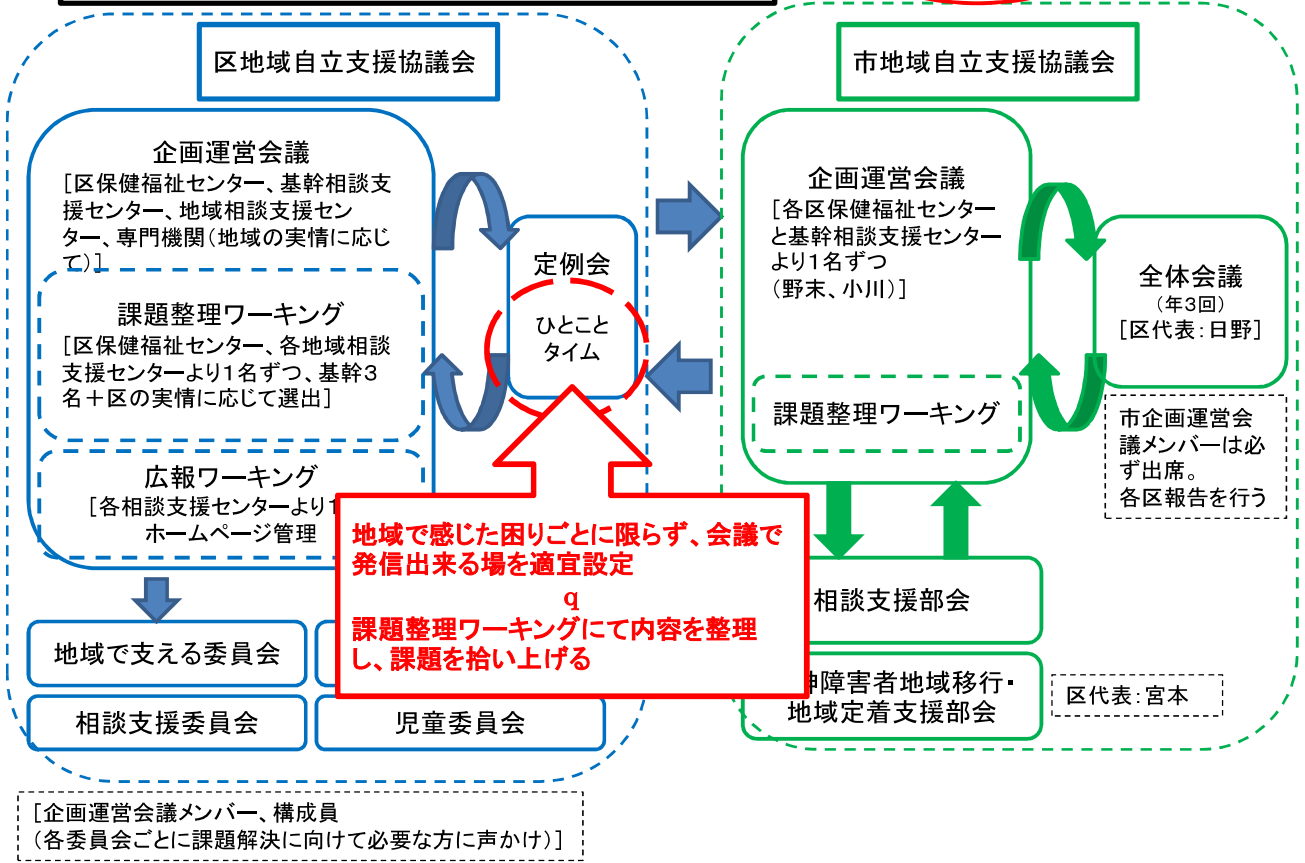 区地域自立支援協議会
企画運営会議
[区保健福祉センター、基幹相談支
援センター、地域相談支援セン
ター、専門機関(地域の実情に応じ
て)]
課題整理ワーキング
[区保健福祉センター、各地域相談
支援センターより1名ずつ、基幹3
名+区の実情に応じて選出]
広報ワーキング
[各相談支援センターより
ホームページ管理
定例会
ひとこと
タイム
地域で感じた困りごとに限らず、会議で
発信出来る場を適宜設定
q
課題整理ワーキングにて内容を整理
し、課題を拾い上げる
地域で支える委員会
相談支援委員会
児童委員会
[企画運営会議メンバー、構成員
(各委員会ごとに課題解決に向けて必要な方に声かけ)]
市地域自立支援協議会
企画運営会議
[各区保健福祉センター
と基幹相談支援センター
より1名ずつ
(野末、小川)]
課題整理ワーキング
全体会議
(年3回)
[区代表:日野]
市企画運営会
議メンバーは必
ず出席。
各区報告を行う
相談支援部会
障害者地域移行・
地域定着支援部会
区代表:宮本